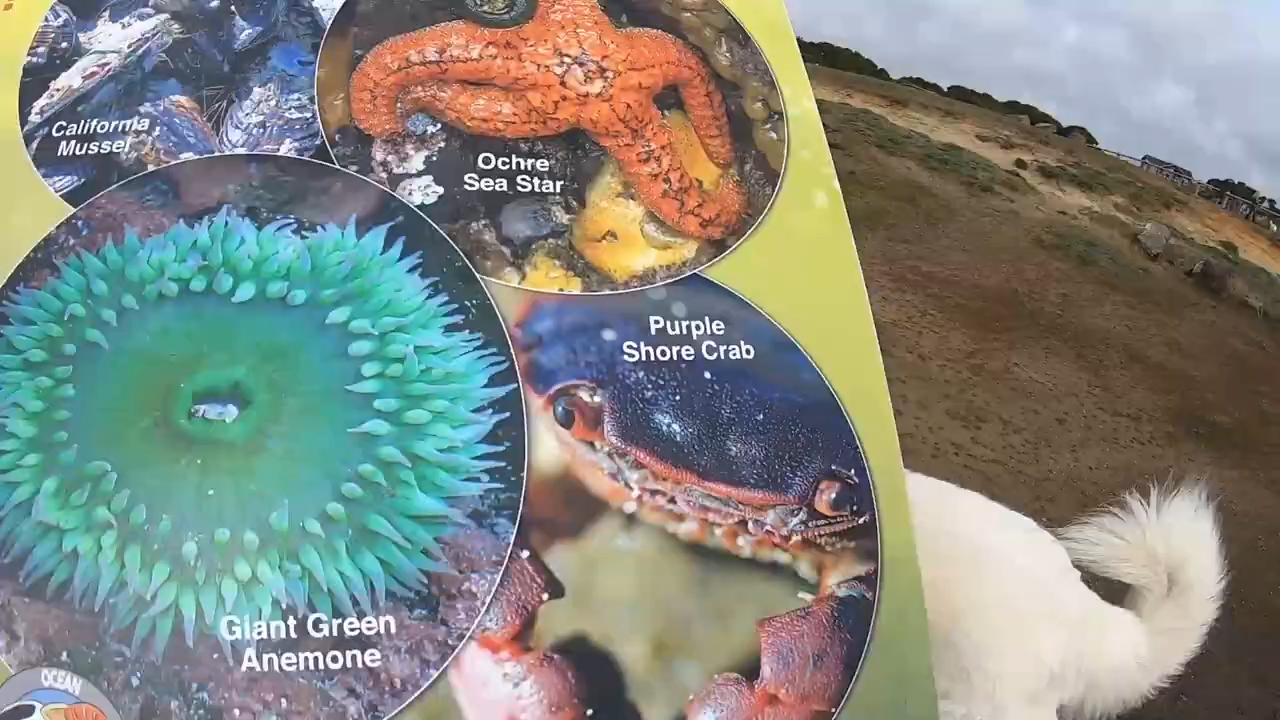 California
Mussel
Ochre
Sea Star
Purple
Shore Crab
Giant Green
Anemone
OCEAN